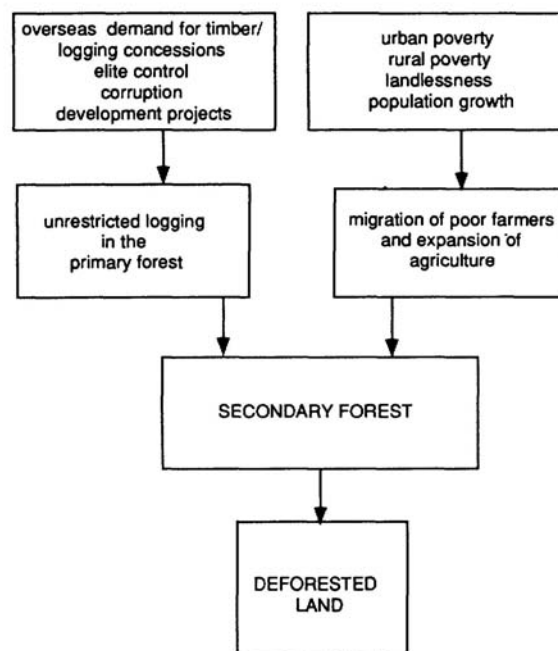 overseas demand for timber/
logging concessions
elite control
corruption
development projects
urban poverty
rural poverty
landlessness
population growth
unrestricted logging
in the
primary forest
migration of poor farmers
and expansion of
agriculture
SECONDARY FOREST
DEFORESTED
LAND